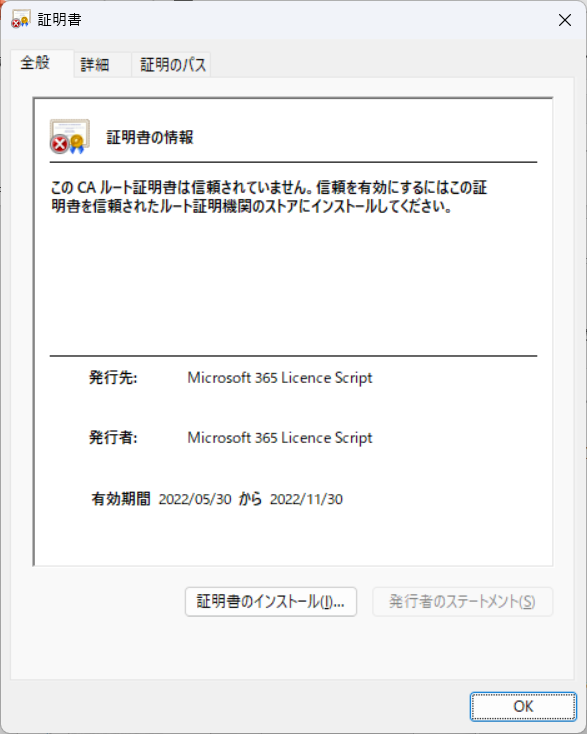 証明書
全般
詳細
証明のパス
証明書の情報
この CA ルート証明書は信頼されていません。信頼を有効にするにはこの証
明書を信頼されたルート証明機関のストアにインストールしてください。
発行先: Microsoft 365 Licence Script
発行者: Microsoft 365 Licence Script
有効期間 2022/05/30 から 2022/11/30
証明書のインストール(I)...
発行者のステートメント(S)
OK